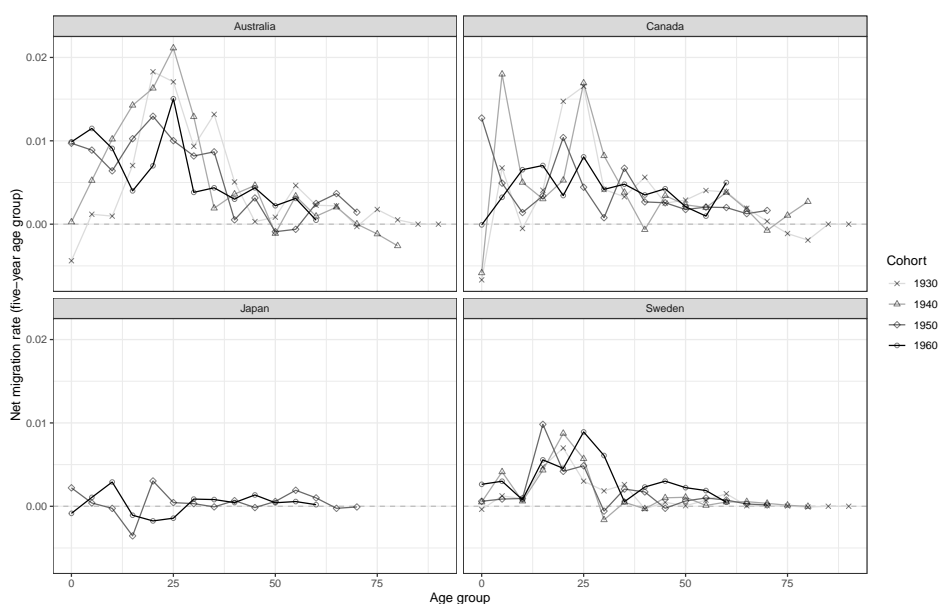 Australia
Canada
0.02
0.01
0.00
Japan
Sweden
0.02
0.01
0.00
0
25
50
75
0
25
50
75
Age group
Net migration rate (five−year age group)
Cohort
1930
1940
1950
1960